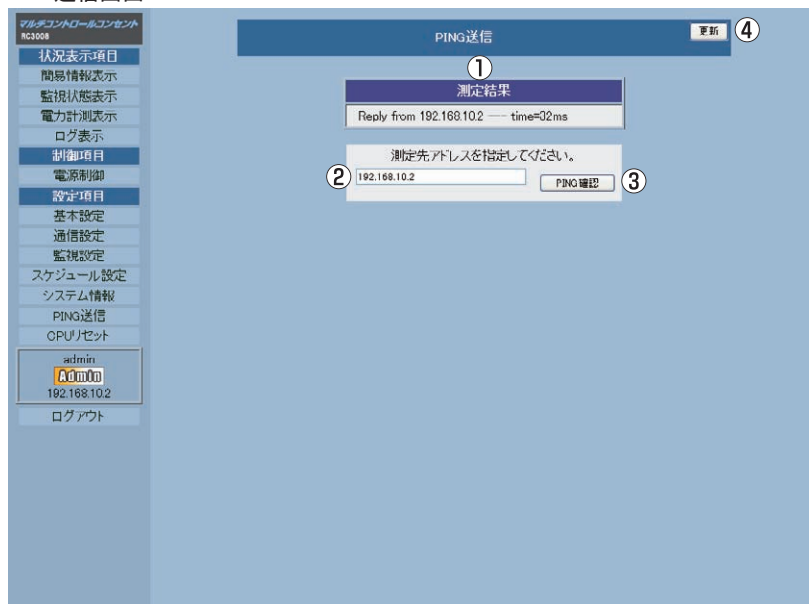 マルチコントロールコンセント
RC3008
状況表示項目
簡易情報表示
監視状態表示
電力計測表示
ログ表示
制御項目
電源制御
設定項目
基本設定
通信設定
監視設定
スケジュール設定
システム情報
PING送信
CPUリセット
admin
Admin
192.168.10.2
ログアウト
PING送信
更新 ④
①
測定結果
Reply from 192.168.10.2 ---- time=32ms
測定先アドレスを指定してください。
② 192.168.10.2 PING確認 ③